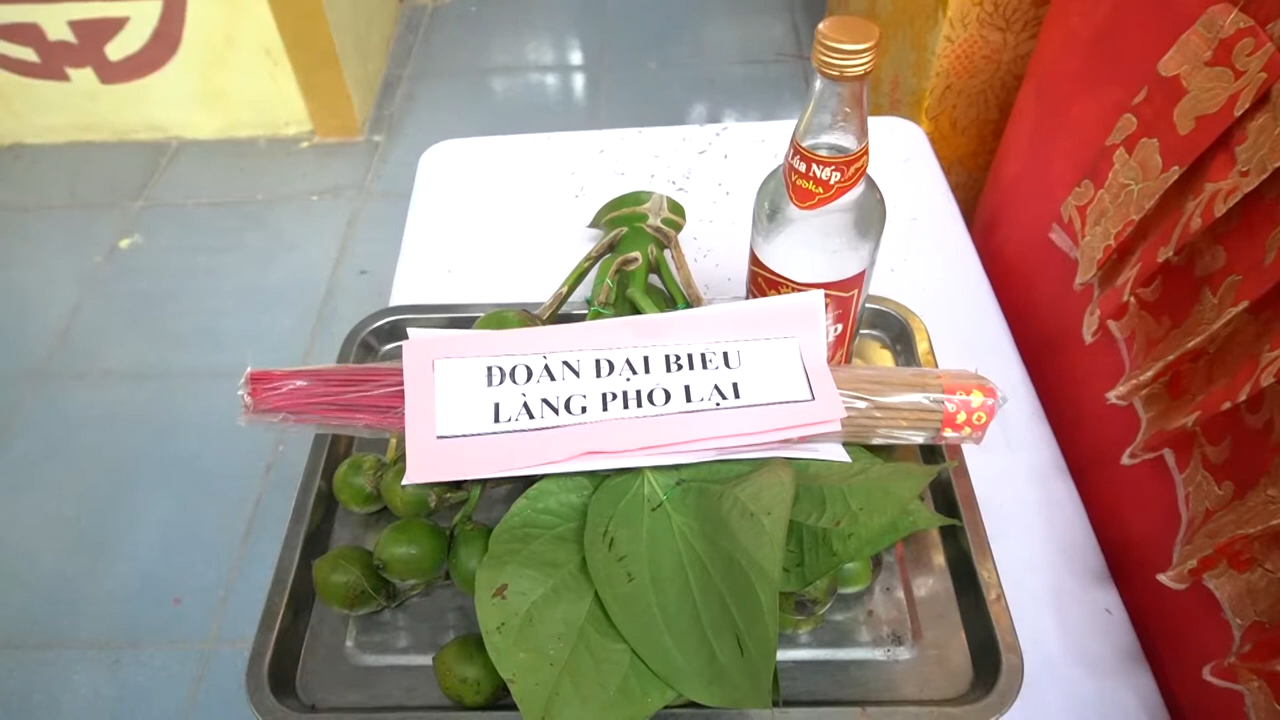 Lúa Nếp
Vodka
ĐOÀN ĐẠI BIỂU
LÀNG PHÓ LẠI